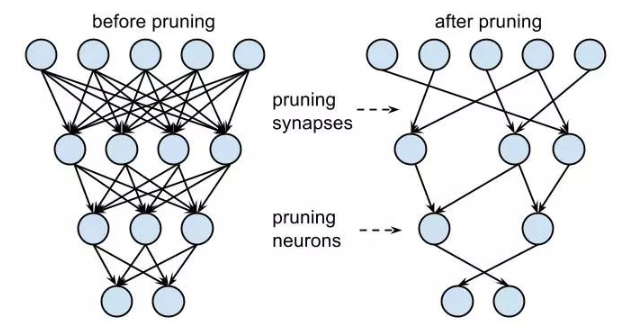 before pruning
after pruning
pruning
synapses
pruning
neurons